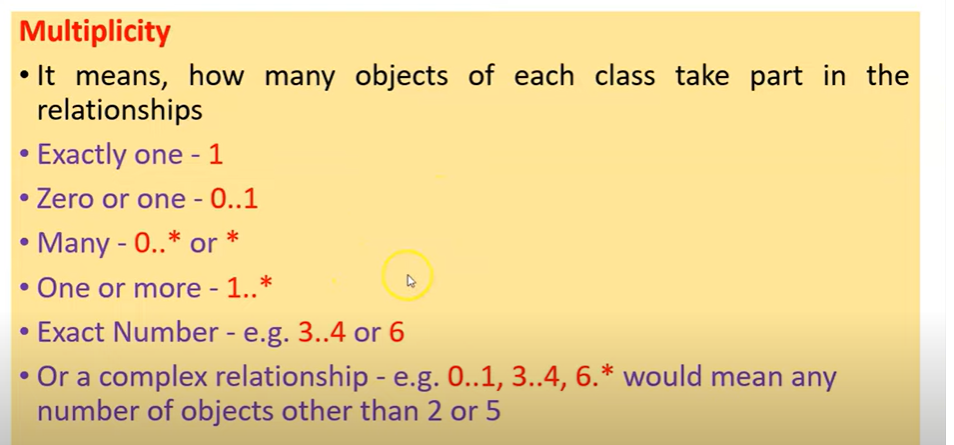 Multiplicity
• It means, how many objects of each class take part in the
relationships
• Exactly one - 1
• Zero or one - 0..1
• Many - 0..* or *
• One or more - 1..*
• Exact Number - e.g. 3..4 or 6
• Or a complex relationship - e.g. 0..1, 3..4, 6.* would mean any
number of objects other than 2 or 5